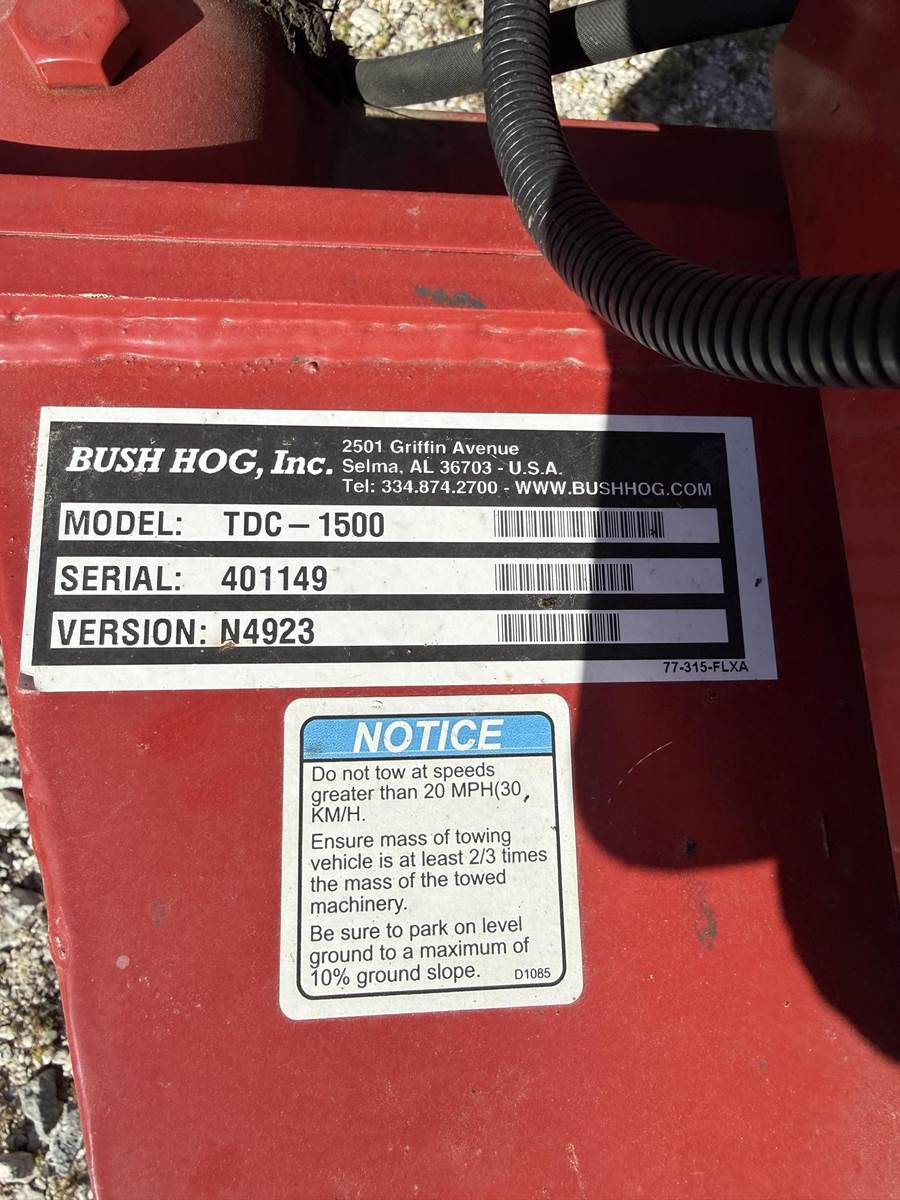 BUSH HOG, Inc.
2501 Griffin Avenue
Selma, AL 36703 - U.S.A.
Tel: 334.874.2700 - WWW.BUSHHOG.COM
MODEL: TDC-1500
SERIAL: 401149
VERSION: N4923
77-315-FLXA
NOTICE
Do not tow at speeds
greater than 20 MPH(30
KM/H.
Ensure mass of towing
vehicle is at least 2/3 times
the mass of the towed
machinery.
Be sure to park on level
ground to a maximum of
10% ground slope.
D1085